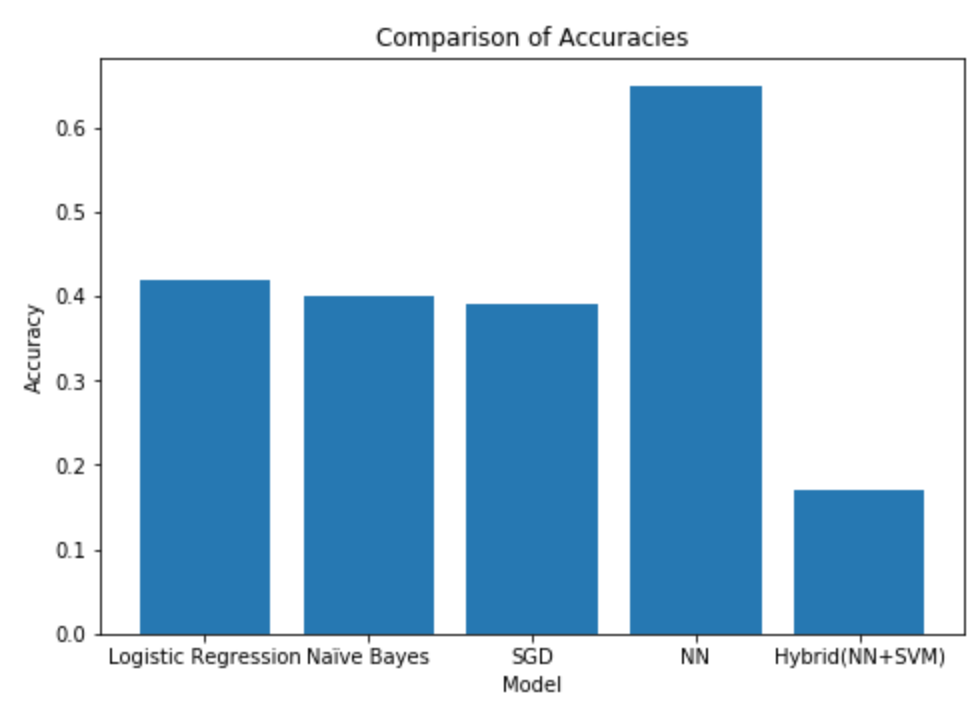 Comparison of Accuracies
0.6
0.5
0.4
0.3
0.2
0.1
0.0
Accuracy
Logistic Regression Naïve Bayes SGD NN Hybrid(NN+SVM)
Model